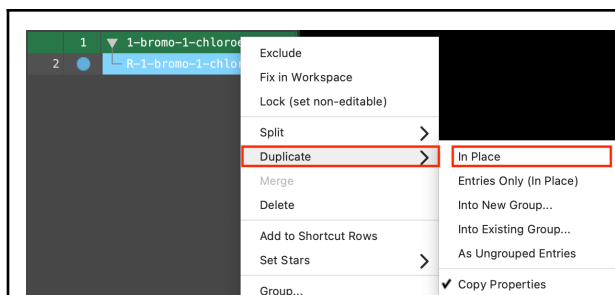 1 1-bromo-1-chloroe
2 R-1-bromo-1-chlor
Exclude
Fix in Workspace
Lock (set non-editable)
Split
Duplicate
Merge
Delete
Add to Shortcut Rows
Set Stars
Group...
In Place
Entries Only (In Place)
Into New Group...
Into Existing Group...
As Ungrouped Entries
Copy Properties